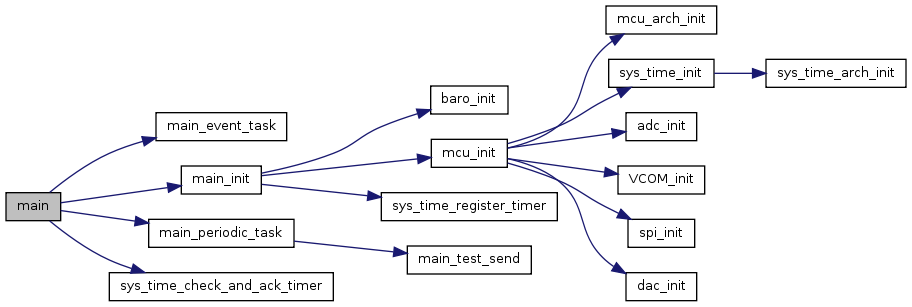 mcu_arch_init
sys_time_init
sys_time_arch_init
baro_init
main_event_task
adc_init
mcu_init
main_init
VCOM_init
main
sys_time_register_timer
main_periodic_task
spi_init
main_test_send
sys_time_check_and_ack_timer
dac_init